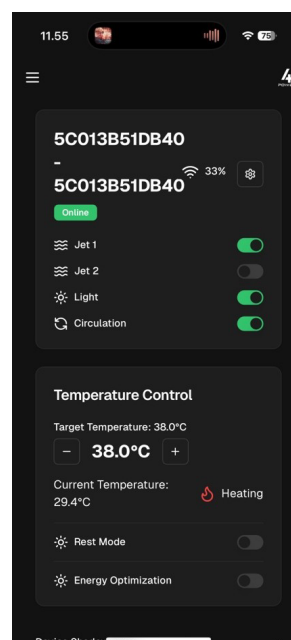 11.55
75
5C013B51DB40
-
5C013B51DB40
33%
Online
Jet 1
Jet 2
Light
Circulation
Temperature Control
Target Temperature: 38.0°C
− 38.0°C +
Current Temperature:
29.4°C
Heating
Rest Mode
Energy Optimization